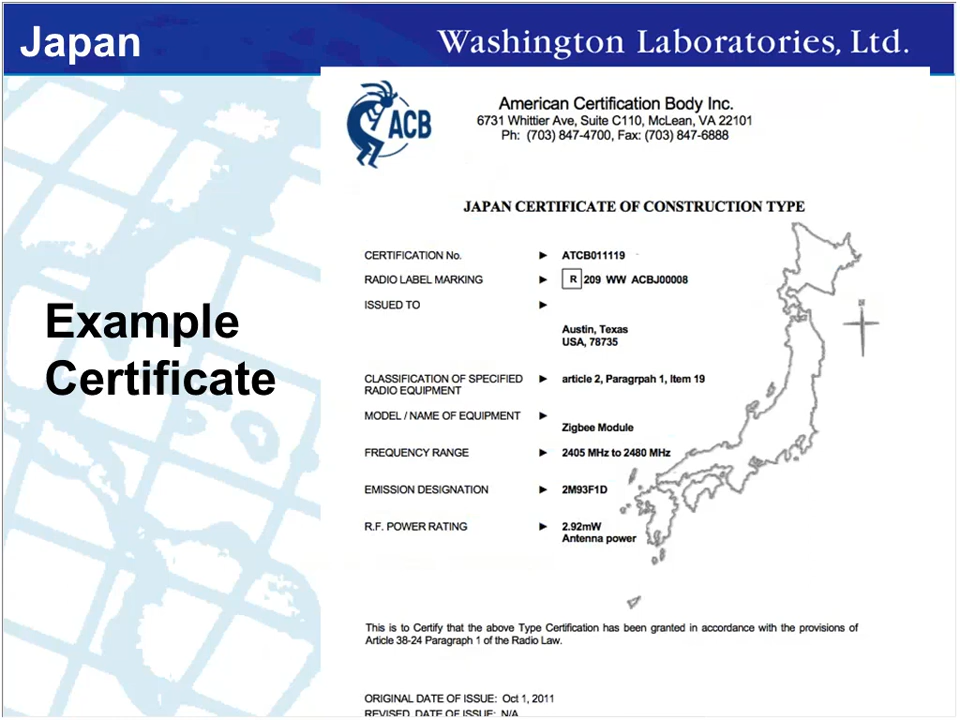 Japan
Washington Laboratories, Ltd.
ACB
American Certification Body Inc.
6731 Whittier Ave, Suite C110, McLean, VA 22101
Ph: (703) 847-4700, Fax: (703) 847-6888
JAPAN CERTIFICATE OF CONSTRUCTION TYPE
Example
Certificate
CERTIFICATION No. ► ATCB011119
RADIO LABEL MARKING ► R 209 WW ACBJ00008
ISSUED TO ►
Austin, Texas
USA, 78735
CLASSIFICATION OF SPECIFIED ► article 2, Paragrpah 1, Item 19
RADIO EQUIPMENT
MODEL / NAME OF EQUIPMENT ►
Zigbee Module
FREQUENCY RANGE ► 2405 MHz to 2480 MHz
EMISSION DESIGNATION ► 2M93F1D
R.F. POWER RATING ► 2.92mW
Antenna power
This is to Certify that the above Type Certification has been granted in accordance with the provisions of
Article 38-24 Paragraph 1 of the Radio Law.
ORIGINAL DATE OF ISSUE: Oct 1, 2011
REVISED DATE OF ISSUE: N/A